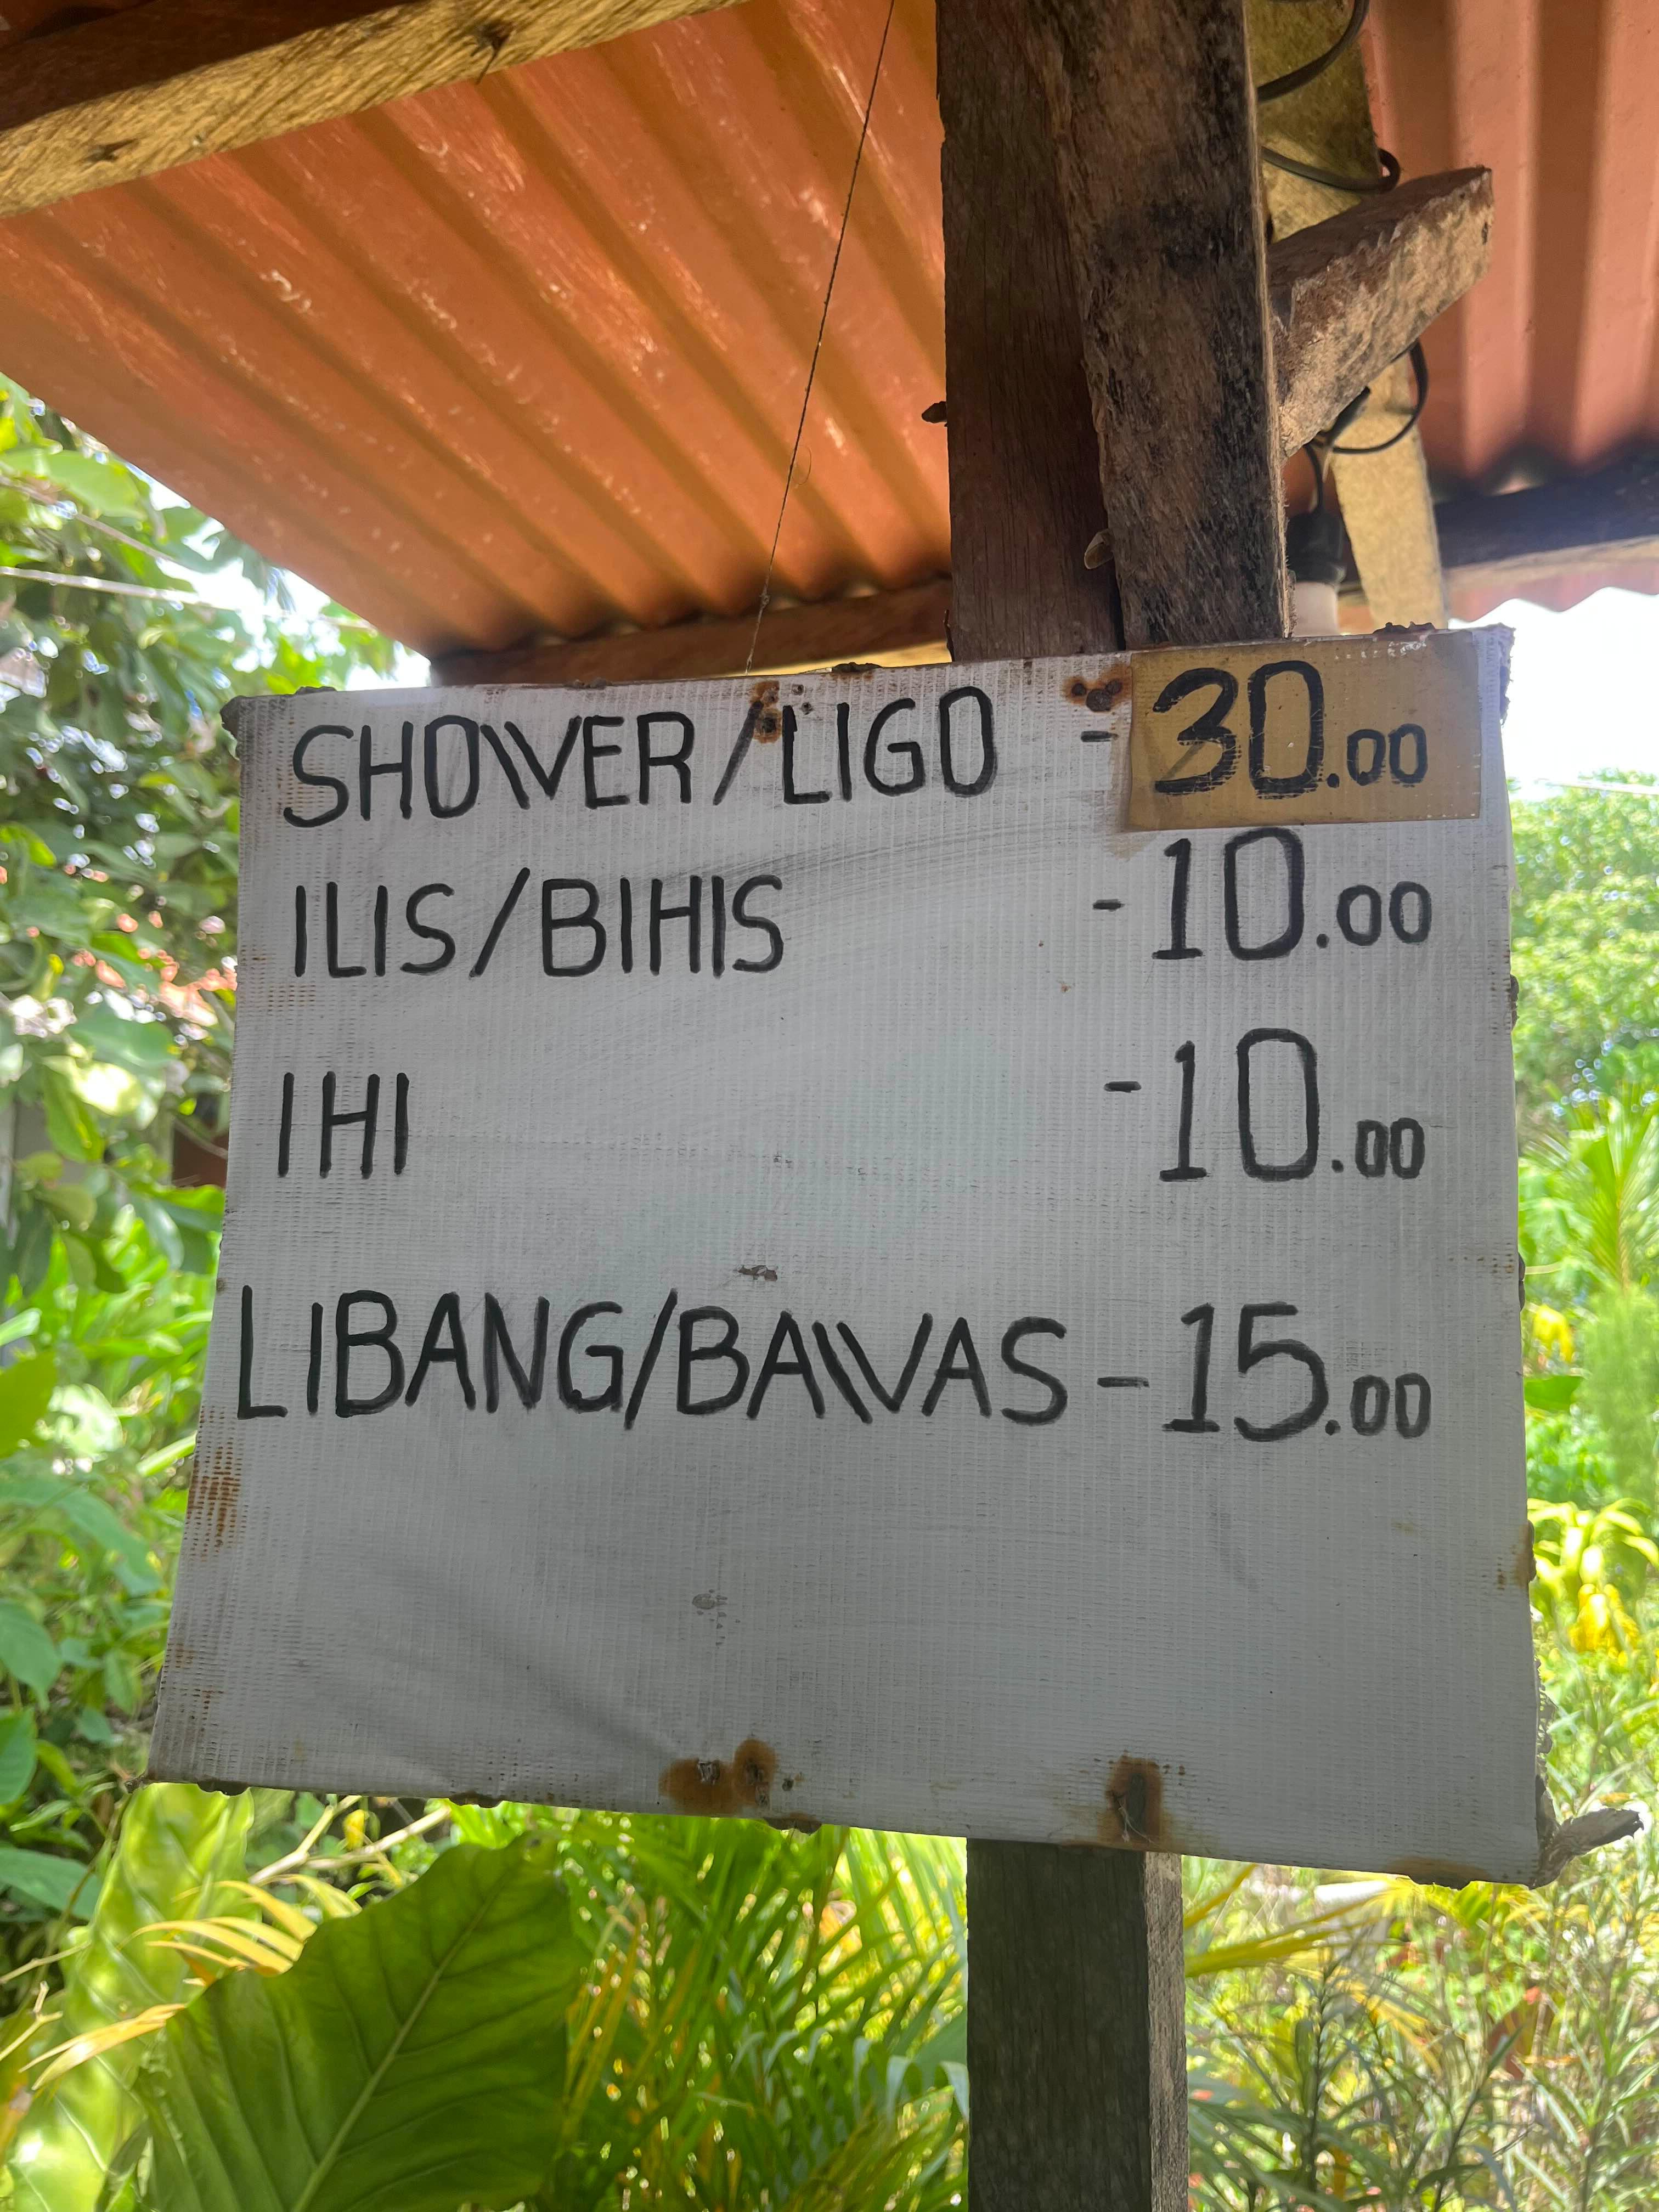 SHOWER/LIGO - 30.00
ILIS/BIHIS - 10.00
IHI - 10.00
LIBANG/BAWAS - 15.00